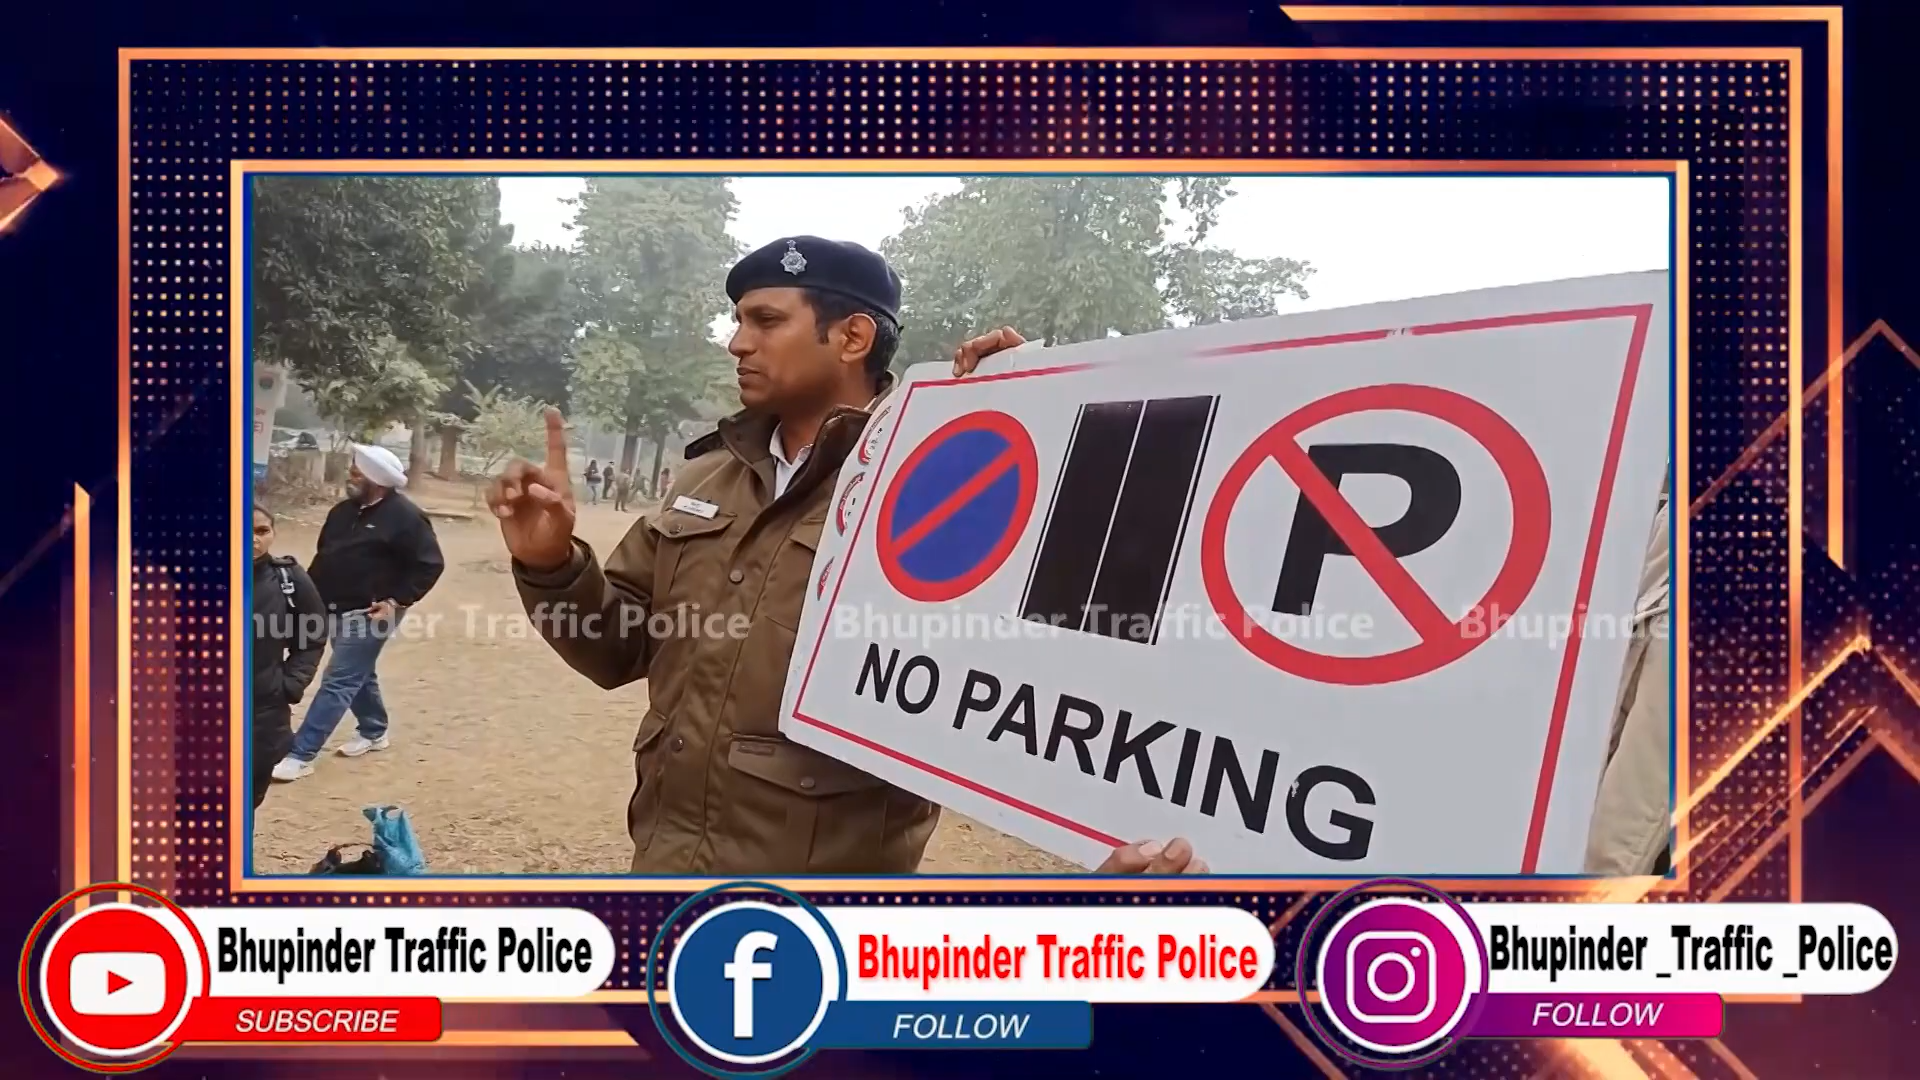 P
NO PARKING
hupinder Traffic Police Bhupinder Traffic Police Bhupinde
Bhupinder Traffic Police
SUBSCRIBE
Bhupinder Traffic Police
FOLLOW
Bhupinder _Traffic _Police
FOLLOW